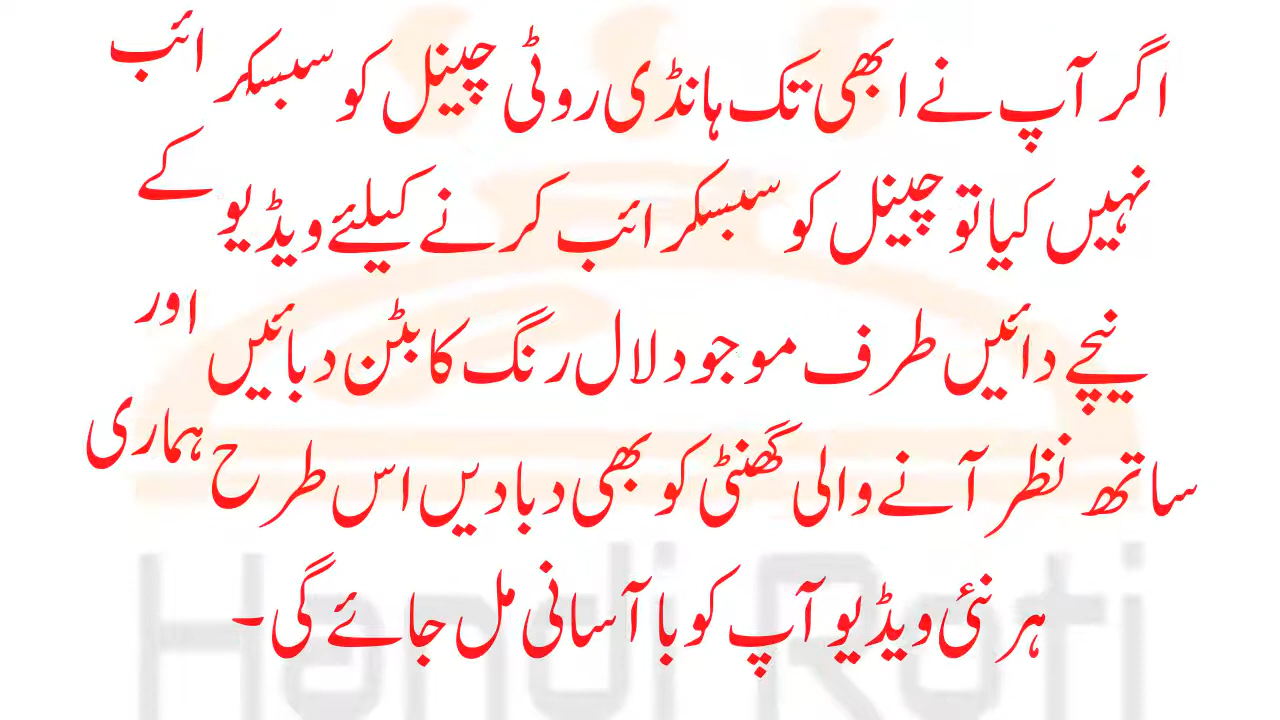 اگر آپ نے ابھی تک ہانڈی روٹی چینل کو سبسکرائب
نہیں کیا تو چینل کو سبسکرائب کرنے کیلئے ویڈیو کے
نیچے دائیں طرف موجود لال رنگ کا بٹن دبائیں اور
ساتھ نظر آنے والی گھنٹی کو بھی دبا دیں اس طرح ہماری
ہر نئی ویڈیو آپ کو با آسانی مل جائے گی۔
Handi Roti